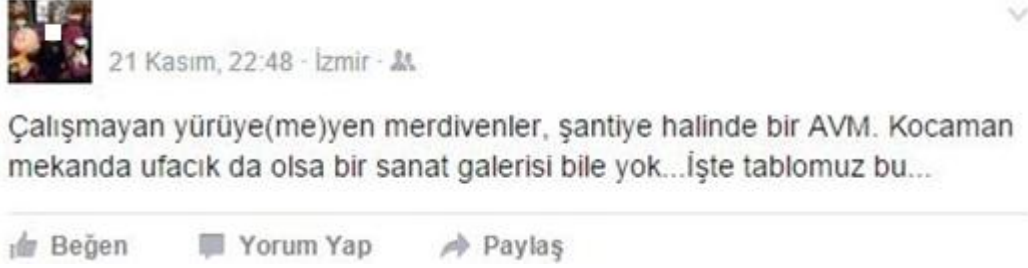 21 Kasım, 22:48 · İzmir ·
Çalışmayan yürüye(me)yen merdivenler, şantiye halinde bir AVM. Kocaman
mekanda ufacık da olsa bir sanat galerisi bile yok...İşte tablomuz bu...
Beğen Yorum Yap Paylaş